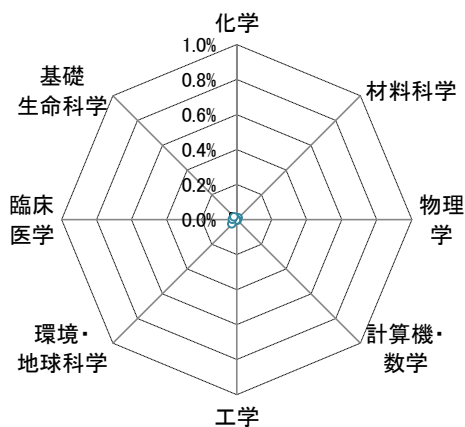 化学
1.0%
0.8%
0.6%
0.4%
0.2%
0.0%
材料科学
物理
学
計算機・
数学
工学
環境・
地球科学
臨床
医学
基礎
生命科学